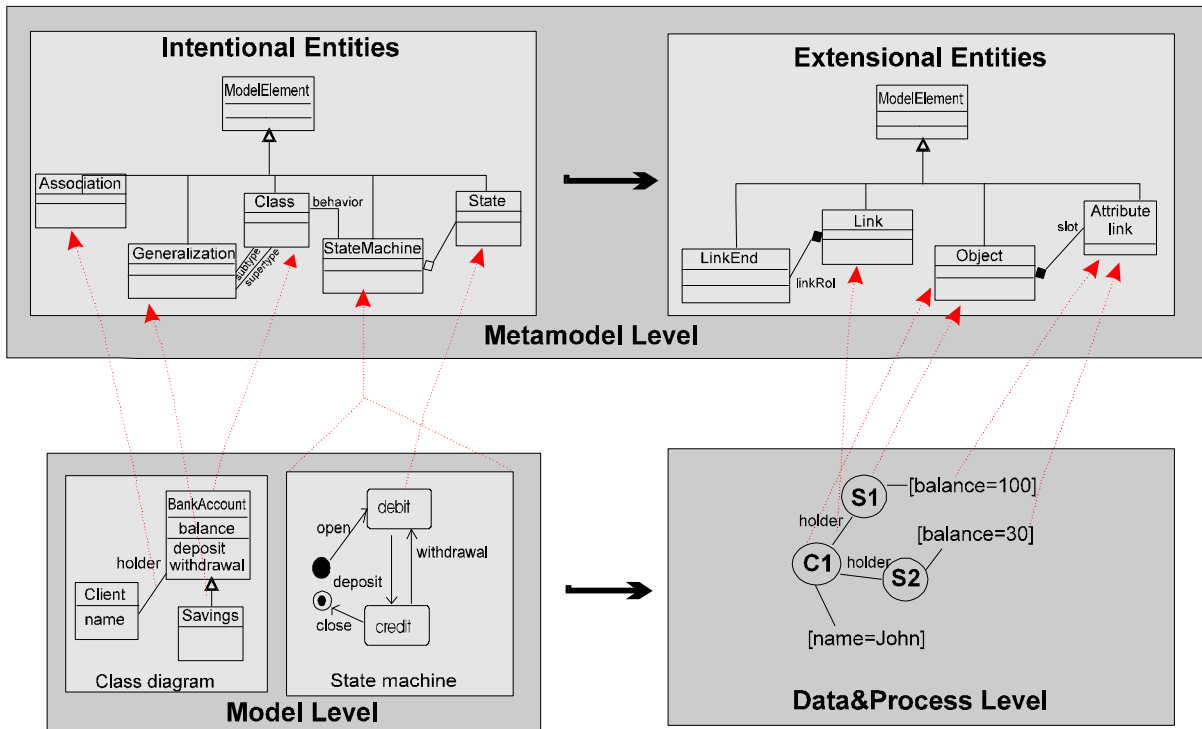 Intentional Entities
ModelElement
Association
Class
behavior
State
Generalization
subtype
supertype
StateMachine
Extensional Entities
ModelElement
Link
Attribute
link
slot
LinkEnd
linkRol
Object
Metamodel Level
BankAccount
balance
deposit
withdrawal
holder
Client
name
Savings
Class diagram
debit
open
withdrawal
deposit
close
credit
State machine
Model Level
S1
[balance=100]
holder
[balance=30]
C1
holder
S2
[name=John]
Data&Process Level